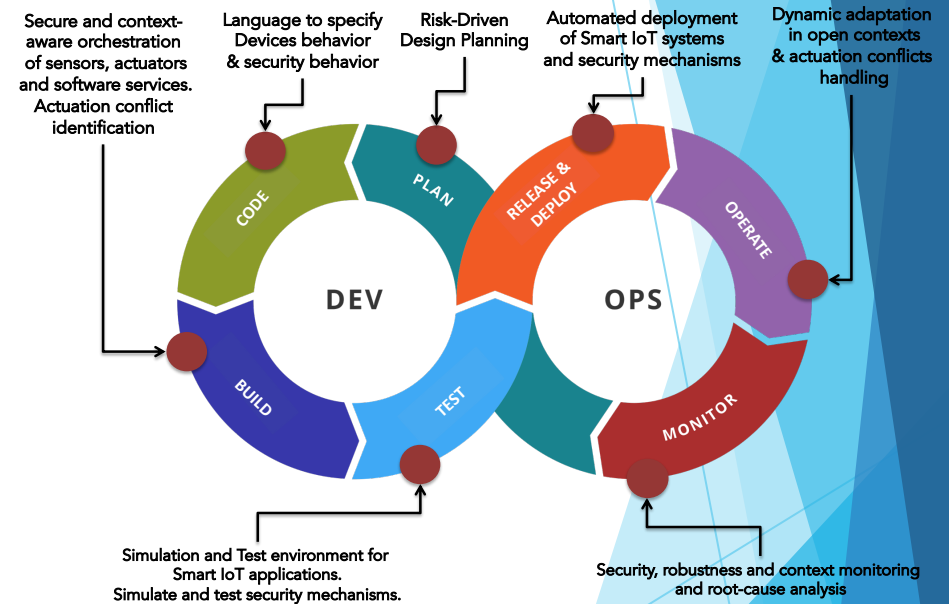 Secure and context-
aware orchestration
of sensors, actuators
and software services.
Actuation conflict
identification
Language to specify
Devices behavior
& security behavior
Risk-Driven
Design Planning
Automated deployment
of Smart IoT systems
and security mechanisms
Dynamic adaptation
in open contexts
& actuation conflicts
handling
CODE
PLAN
RELEASE &
DEPLOY
OPERATE
DEV
OPS
BUILD
TEST
MONITOR
Simulation and Test environment for
Smart IoT applications.
Simulate and test security mechanisms.
Security, robustness and context monitoring
and root-cause analysis